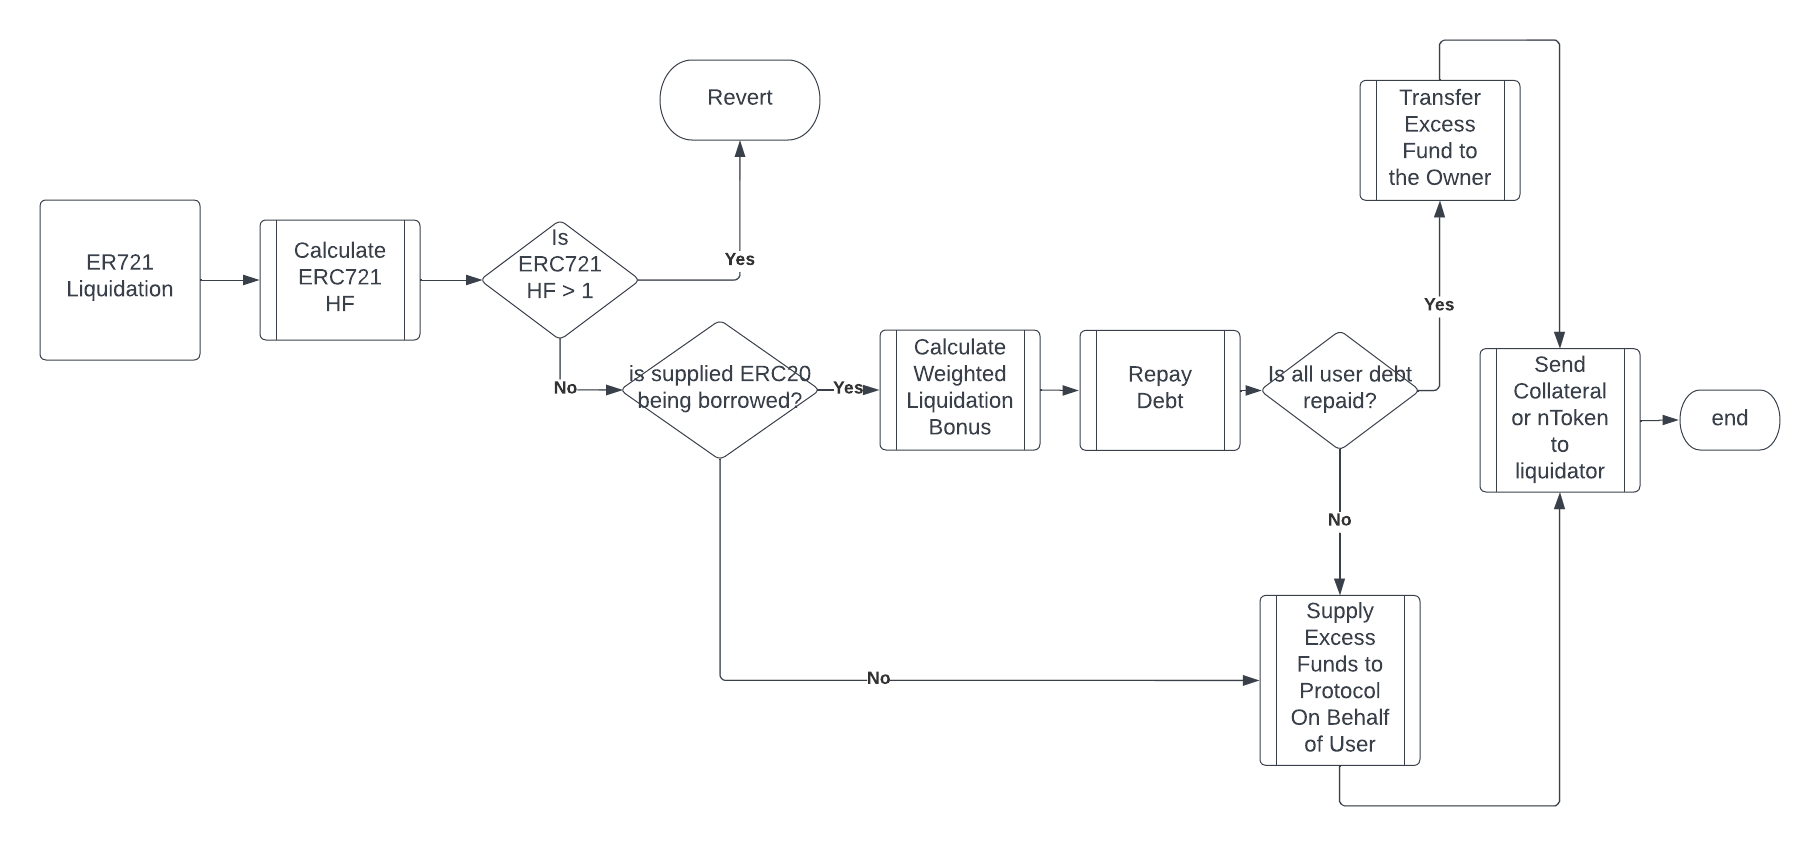 ER721
Liquidation
Calculate
ERC721
HF
Is
ERC721
HF > 1
Yes
Revert
No
is supplied ERC20
being borrowed?
Yes
Calculate
Weighted
Liquidation
Bonus
Repay
Debt
Is all user debt
repaid?
Yes
Transfer
Excess
Fund to
the Owner
No
No
Supply
Excess
Funds to
Protocol
On Behalf
of User
Send
Collateral
or nToken
to
liquidator
end